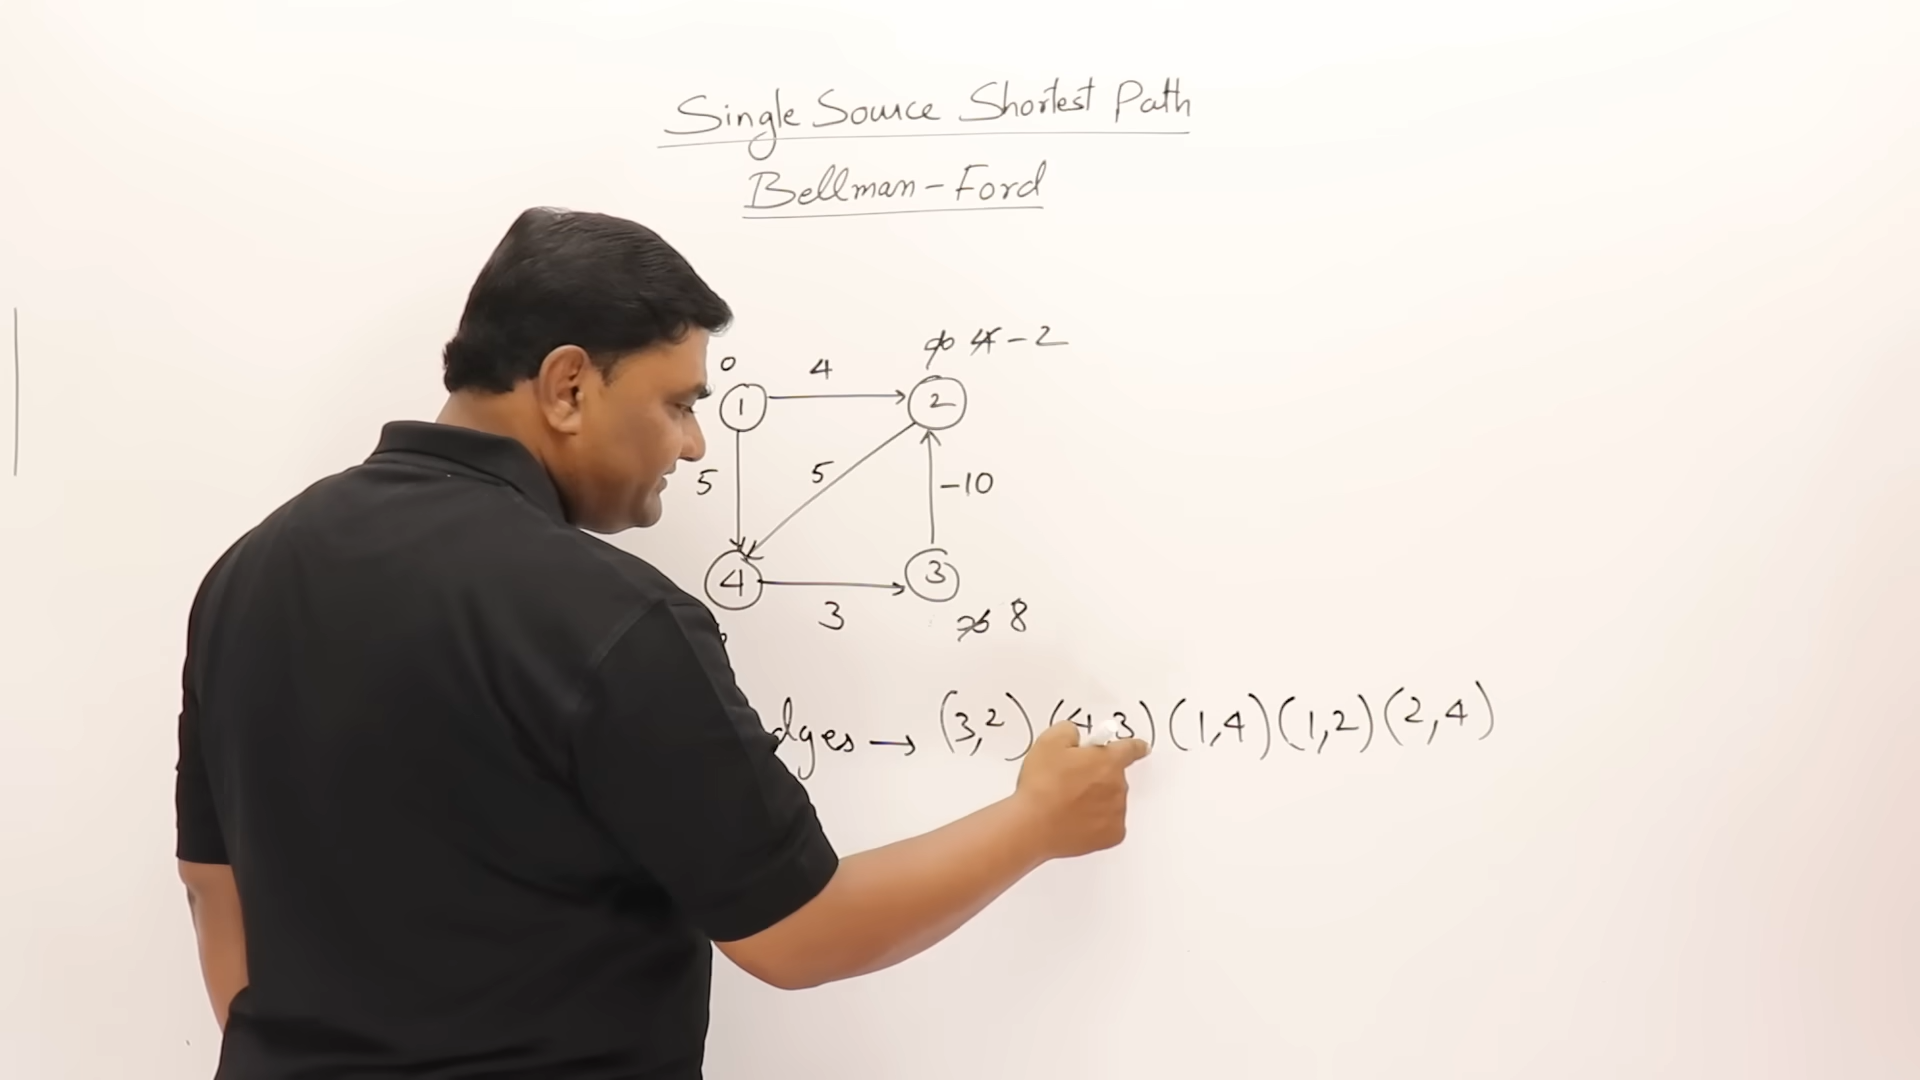 Single Source Shortest Path
Bellman-Ford
∞ 4 -2
0 4
1 2
5 5 -10
4 3
3 ∞ 8
dges → (3,2) (4,3) (1,4) (1,2) (2,4)